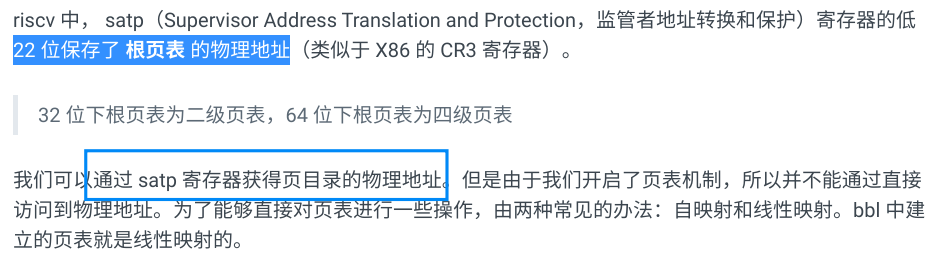 riscv 中， satp（Supervisor Address Translation and Protection，监管者地址转换和保护）寄存器的低
22 位保存了 根页表 的物理地址（类似于 X86 的 CR3 寄存器）。
32 位下根页表为二级页表，64 位下根页表为四级页表
我们可以通过 satp 寄存器获得页目录的物理地址。但是由于我们开启了页表机制，所以并不能通过直接
访问到物理地址。为了能够直接对页表进行一些操作，由两种常见的办法：自映射和线性映射。bbl 中建
立的页表就是线性映射的。